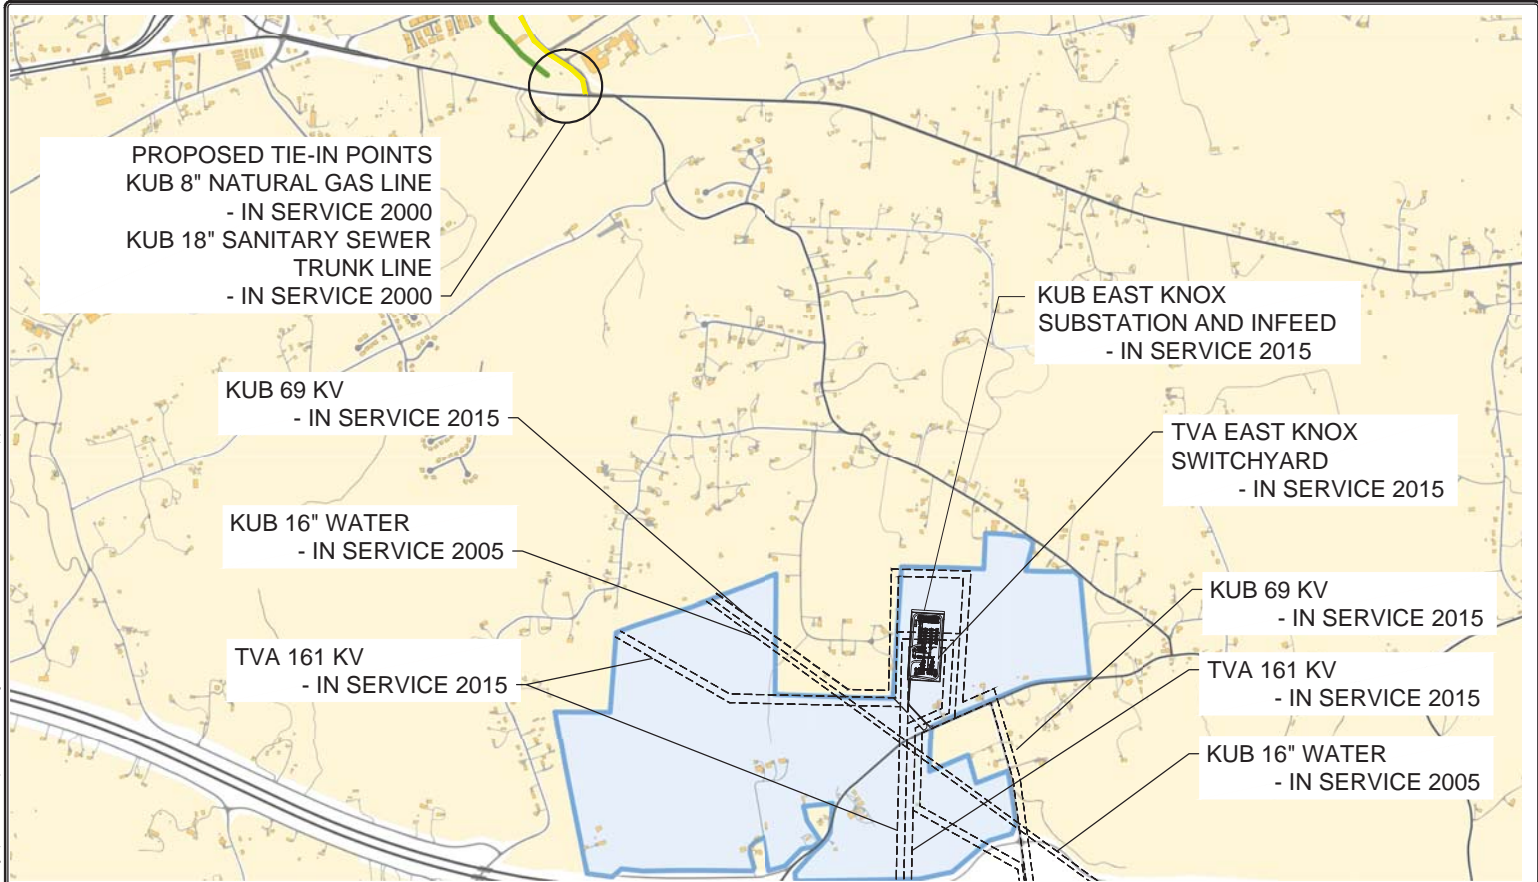 PROPOSED TIE-IN POINTS
KUB 8" NATURAL GAS LINE
- IN SERVICE 2000
KUB 18" SANITARY SEWER
TRUNK LINE
- IN SERVICE 2000
KUB EAST KNOX
SUBSTATION AND INFEED
- IN SERVICE 2015
KUB 69 KV
- IN SERVICE 2015
TVA EAST KNOX
SWITCHYARD
- IN SERVICE 2015
KUB 16" WATER
- IN SERVICE 2005
KUB 69 KV
- IN SERVICE 2015
TVA 161 KV
- IN SERVICE 2015
TVA 161 KV
- IN SERVICE 2015
KUB 16" WATER
- IN SERVICE 2005